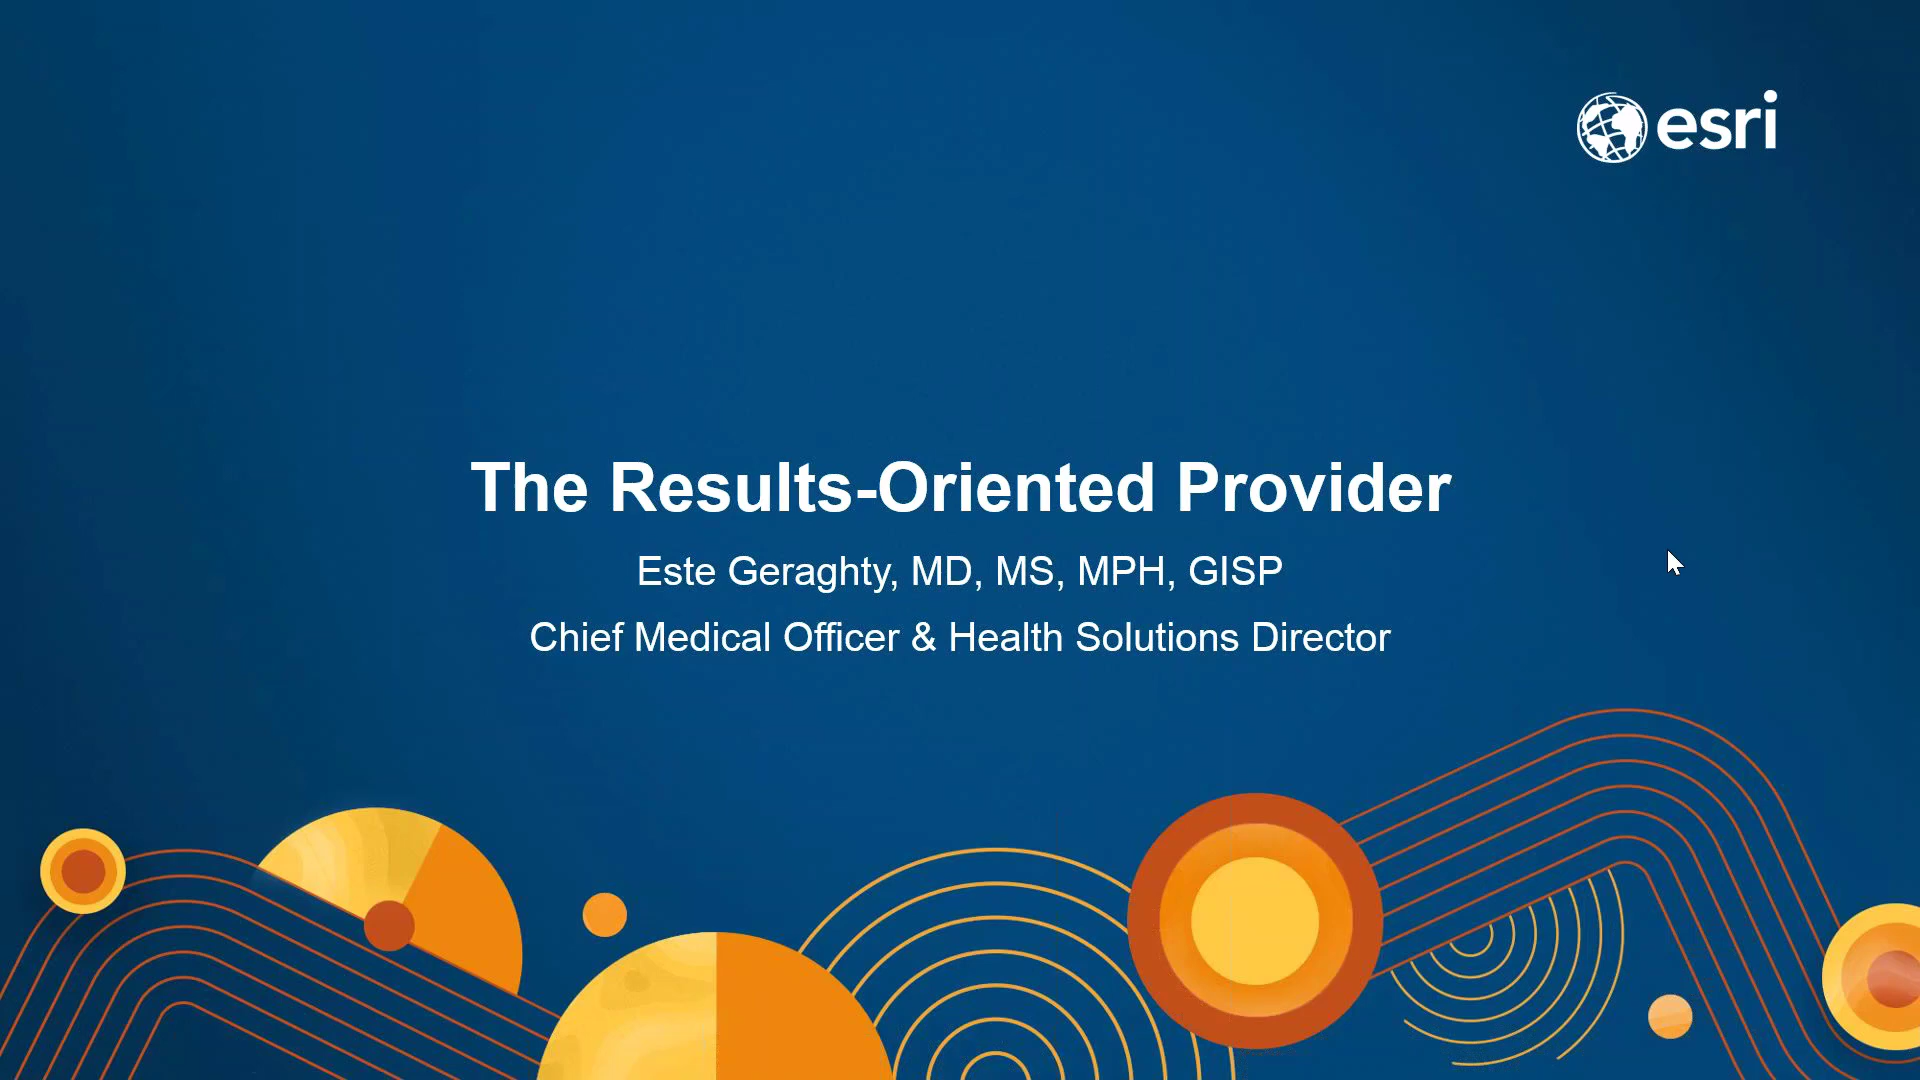 esri
The Results-Oriented Provider
Este Geraghty, MD, MS, MPH, GISP
Chief Medical Officer & Health Solutions Director